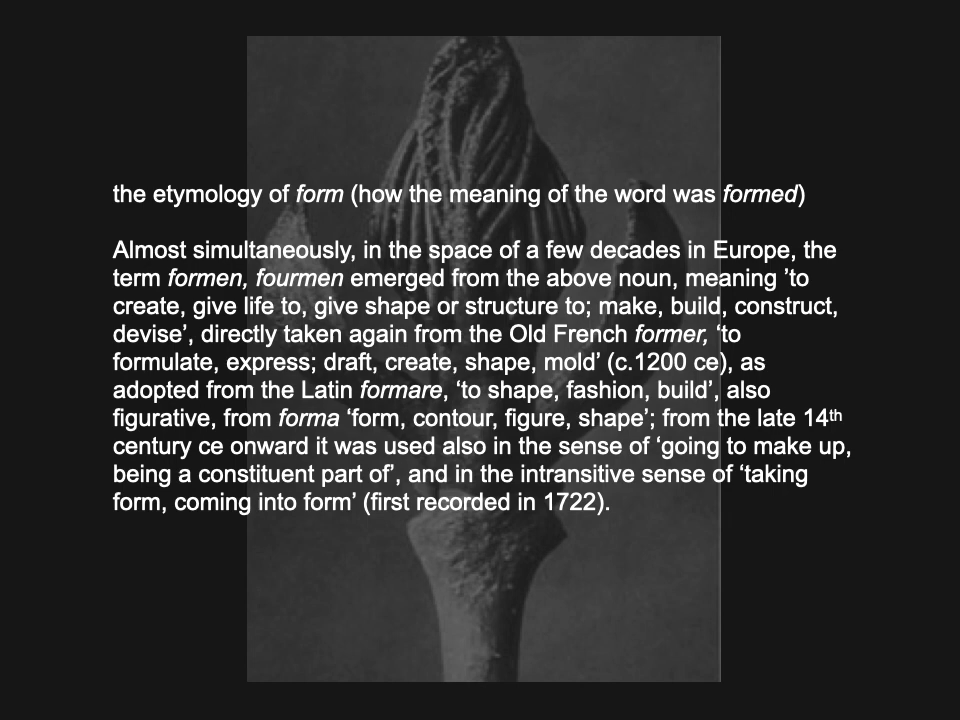 the etymology of form (how the meaning of the word was formed)
Almost simultaneously, in the space of a few decades in Europe, the
term formen, fourmen emerged from the above noun, meaning ’to
create, give life to, give shape or structure to; make, build, construct,
devise’, directly taken again from the Old French former, ‘to
formulate, express; draft, create, shape, mold’ (c.1200 ce), as
adopted from the Latin formare, ‘to shape, fashion, build’, also
figurative, from forma ‘form, contour, figure, shape’; from the late 14th
century ce onward it was used also in the sense of ‘going to make up,
being a constituent part of’, and in the intransitive sense of ‘taking
form, coming into form’ (first recorded in 1722).